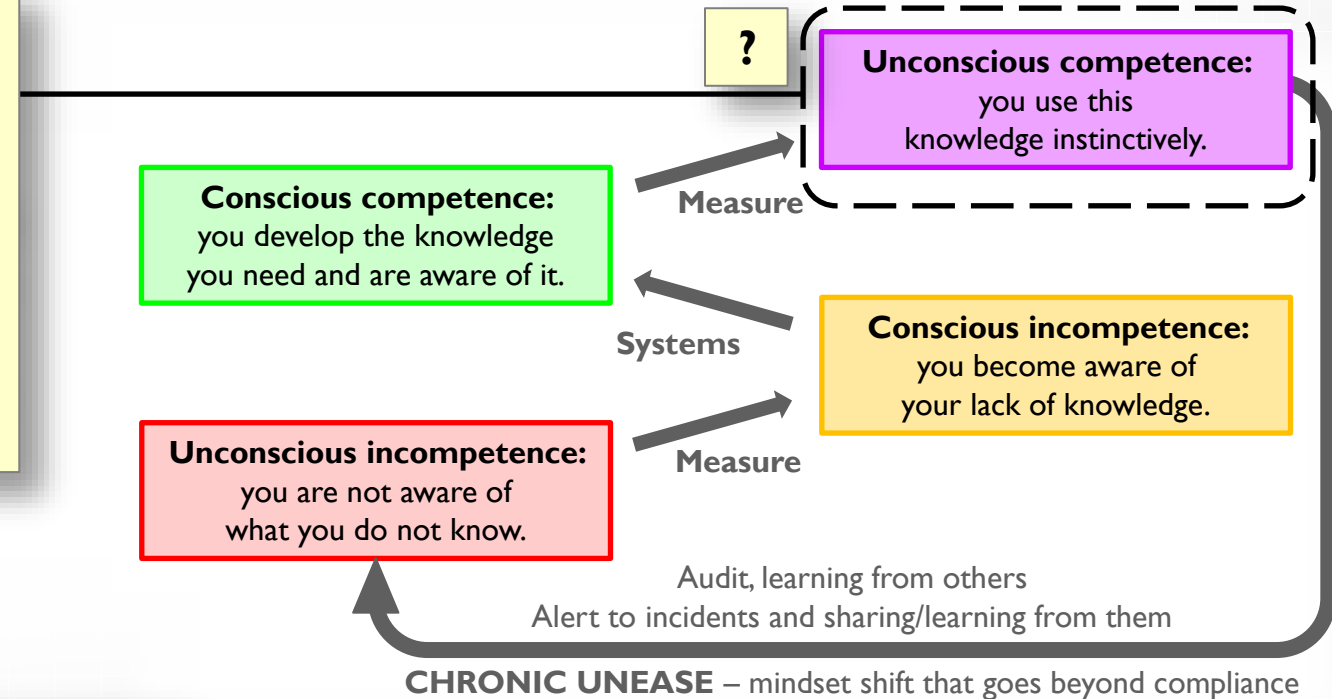 ?
Unconscious competence:
you use this
knowledge instinctively.
Measure
Conscious competence:
you develop the knowledge
you need and are aware of it.
Systems
Conscious incompetence:
you become aware of
your lack of knowledge.
Measure
Unconscious incompetence:
you are not aware of
what you do not know.
Audit, learning from others
Alert to incidents and sharing/learning from them
CHRONIC UNEASE – mindset shift that goes beyond compliance